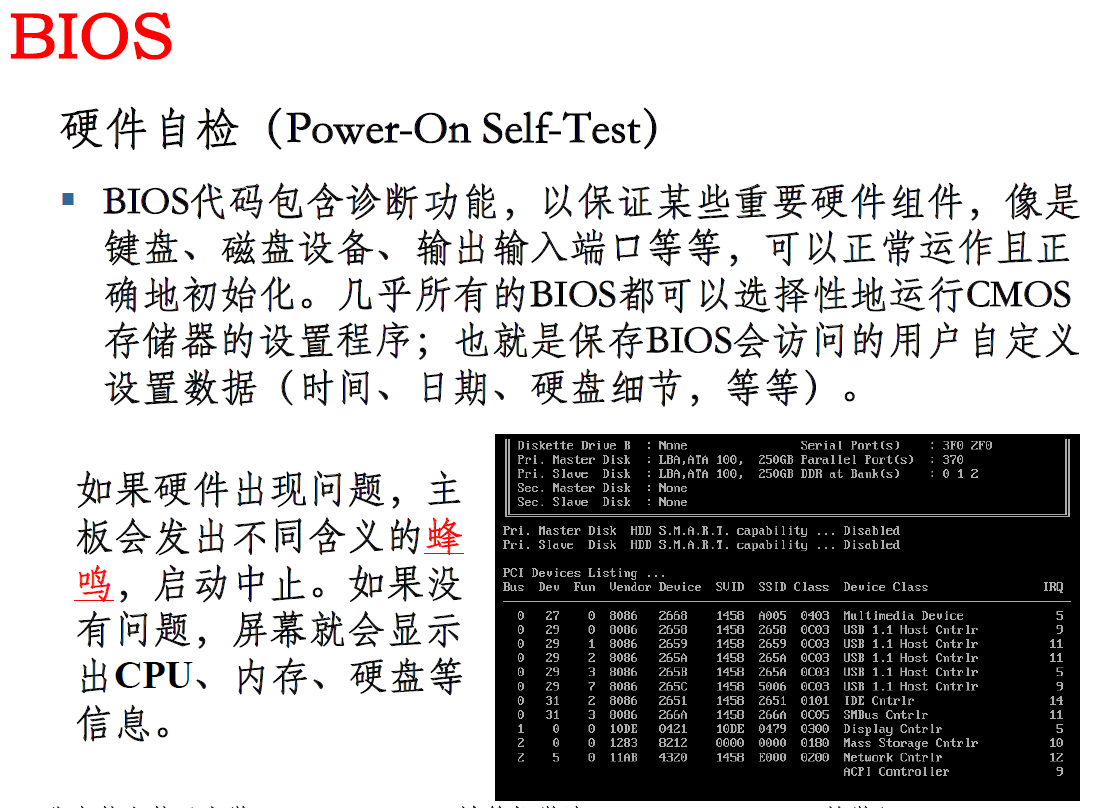 BIOS
硬件自检（Power-On Self-Test）
▪ BIOS代码包含诊断功能，以保证某些重要硬件组件，像是
键盘、磁盘设备、输出输入端口等等，可以正常运作且正
确地初始化。几乎所有的BIOS都可以选择性地运行CMOS
存储器的设置程序；也就是保存BIOS会访问的用户自定义
设置数据（时间、日期、硬盘细节，等等）。
如果硬件出现问题，主
板会发出不同含义的蜂
鸣，启动中止。如果没
有问题，屏幕就会显示
出CPU、内存、硬盘等
信息。
Diskette Drive B : None Serial Port(s) : 3F0 2F0
Pri. Master Disk : LBA,ATA 100, 250GB Parallel Port(s) : 370
Pri. Slave Disk : LBA,ATA 100, 250GB DDR at Bank(s) : 0 1 2
Sec. Master Disk : None
Sec. Slave Disk : None
Pri. Master Disk HDD S.M.A.R.T. capability ... Disabled
Pri. Slave Disk HDD S.M.A.R.T. capability ... Disabled
PCI Devices Listing ...
Bus Dev Fun Vendor Device SVID SSID Class Device Class IRQ
0 27 0 8086 2668 1458 A005 0403 Multimedia Device 5
0 29 0 8086 2658 1458 2658 0C03 USB 1.1 Host Cntrlr 9
0 29 1 8086 2659 1458 2659 0C03 USB 1.1 Host Cntrlr 11
0 29 2 8086 265A 1458 265A 0C03 USB 1.1 Host Cntrlr 11
0 29 3 8086 265B 1458 265A 0C03 USB 1.1 Host Cntrlr 5
0 29 7 8086 265C 1458 5006 0C03 USB 1.1 Host Cntrlr 9
0 31 2 8086 2651 1458 2651 0101 IDE Cntrlr 14
0 31 3 8086 266A 1458 266A 0C05 SMBus Cntrlr 11
1 0 0 10DE 0421 10DE 0479 0300 Display Cntrlr 5
2 0 0 1283 8212 0000 0000 0180 Mass Storage Cntrlr 10
2 5 0 11AB 4320 1458 E000 0200 Network Cntrlr 12
ACPI Controller 9